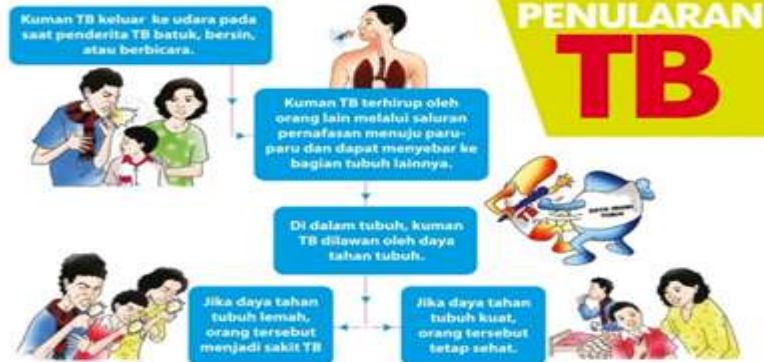 PENULARAN
TB
Kuman TB keluar ke udara pada
saat penderita TB batuk, bersin,
atau berbicara.
Kuman TB terhirup oleh
orang lain melalui saluran
pernafasan menuju paru-
paru dan dapat menyebar ke
bagian tubuh lainnya.
DAYA TAHAN
TUBUH
Di dalam tubuh, kuman
TB dilawan oleh daya
tahan tubuh.
Jika daya tahan
tubuh lemah,
orang tersebut
menjadi sakit TB
Jika daya tahan
tubuh kuat,
orang tersebut
tetap sehat.